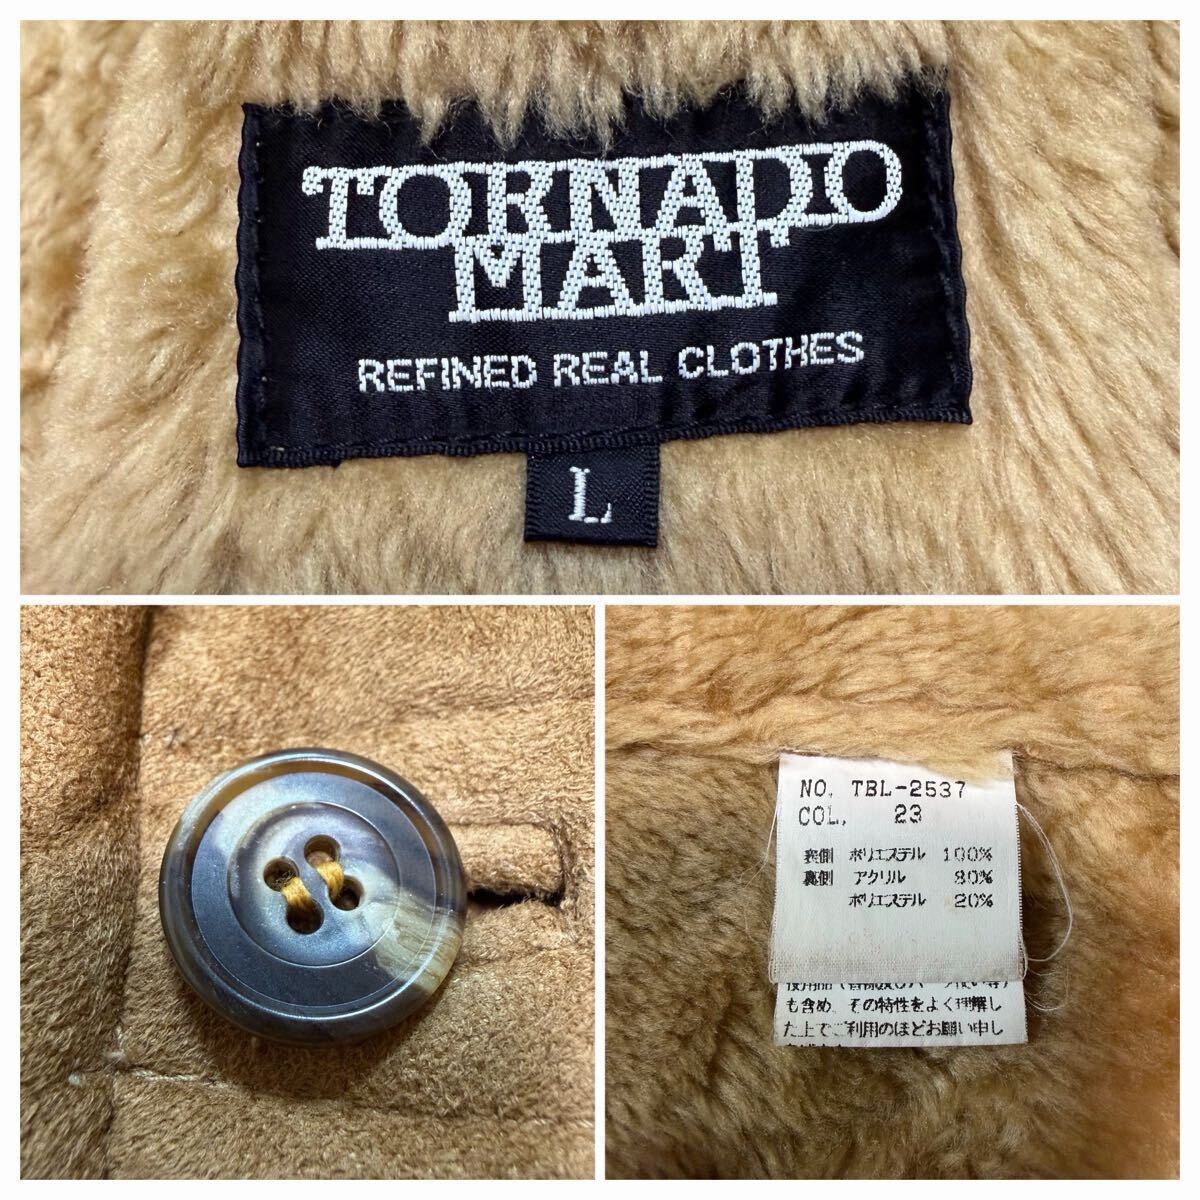 TORNADO
MART
REFINED REAL CLOTHES
L
NO. TBL-2537
COL. 23
表側 ポリエステル 100%
裏側 アクリル 80%
ポリエステル 20%
も含め、その特性をよく理解し
た上でご利用のほどお願い申し